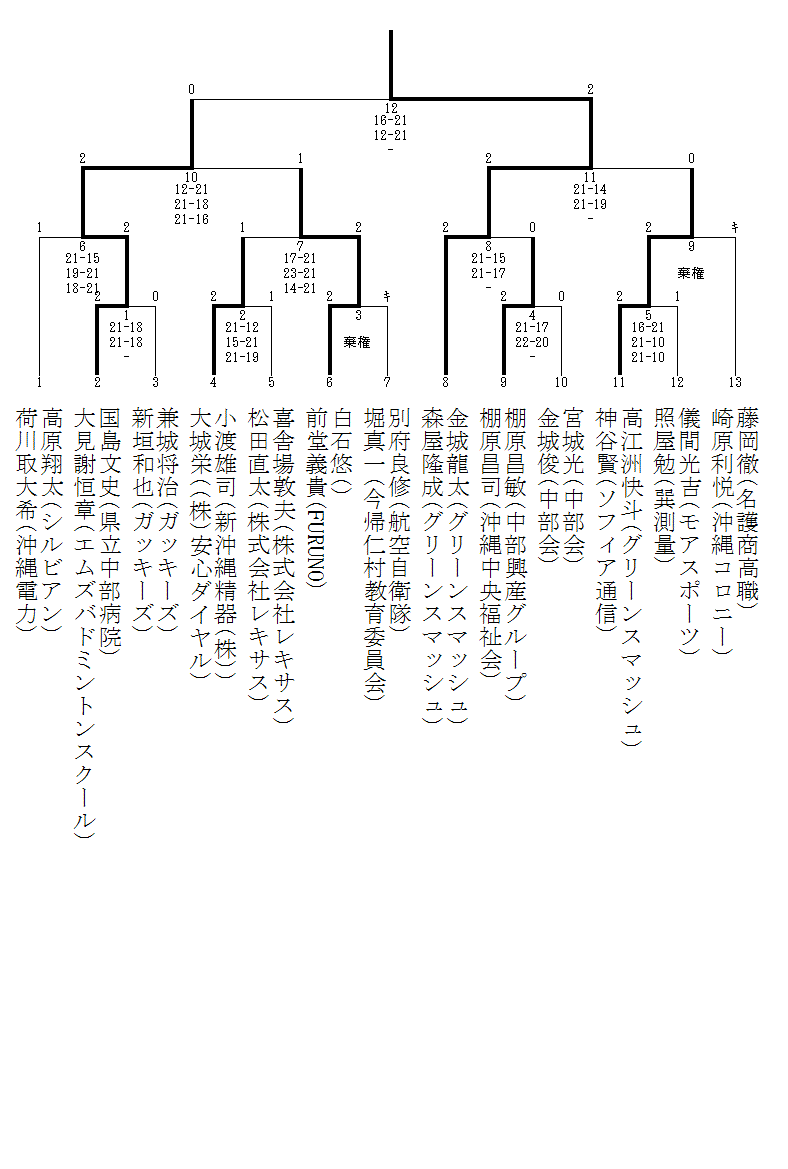 0 2
12
16-21
12-21
-
2 1 2 0
10
12-21
21-18
21-16
11
21-14
21-19
-
1 2 1 2 2 0 2 ｷ
6
21-15
19-21
18-21
7
17-21
23-21
14-21
8
21-15
21-17
-
9
棄権
2 0 2 1 2 ｷ 2 0 2 1
1
21-18
21-18
-
2
21-12
15-21
21-19
3
棄権
4
21-17
22-20
-
5
16-21
21-10
21-10
1 2 3 4 5 6 7 8 9 10 11 12 13
高原翔太(シルビアン)
荷川取大希(沖縄電力)
国島文史(県立中部病院)
大見謝恒章(エムズバドミントンスクール)
兼城将治(ガッキーズ)
新垣和也(ガッキーズ)
小渡雄司(新沖縄精器(株))
大城栄((株)安心ダイヤル)
喜舎場敦夫(株式会社レキサス)
松田直太(株式会社レキサス)
白石悠()
前堂義貴(FURUNO)
別府良修(航空自衛隊)
堀真一(今帰仁村教育委員会)
金城龍太(グリーンスマッシュ)
森屋隆成(グリーンスマッシュ)
棚原昌敏(中部興産グループ)
棚原昌司(沖縄中央福祉会)
宮城光(中部会)
金城俊(中部会)
高江洲快斗(グリーンスマッシュ)
神谷賢(ソフィア通信)
儀間光吉(モアスポーツ)
照屋勉(巽測量)
藤岡徹(名護商高職)
崎原利悦(沖縄コロニー)